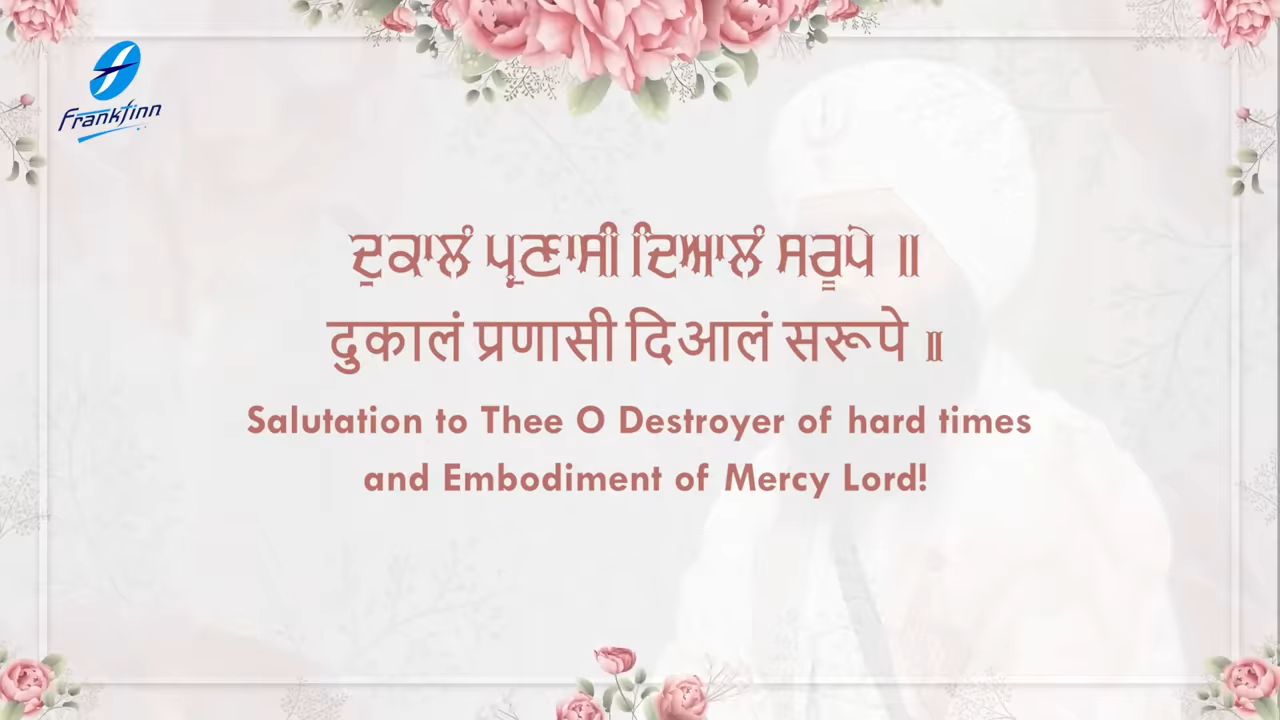 Frankfinn
ਦੁਕਾਲੰ ਪ੍ਰਣਾਸੀ ਦਿਆਲੰ ਸਰੂਪੇ ॥
दुकालं प्रणासी दिआलं सरूपे ॥
Salutation to Thee O Destroyer of hard times
and Embodiment of Mercy Lord!